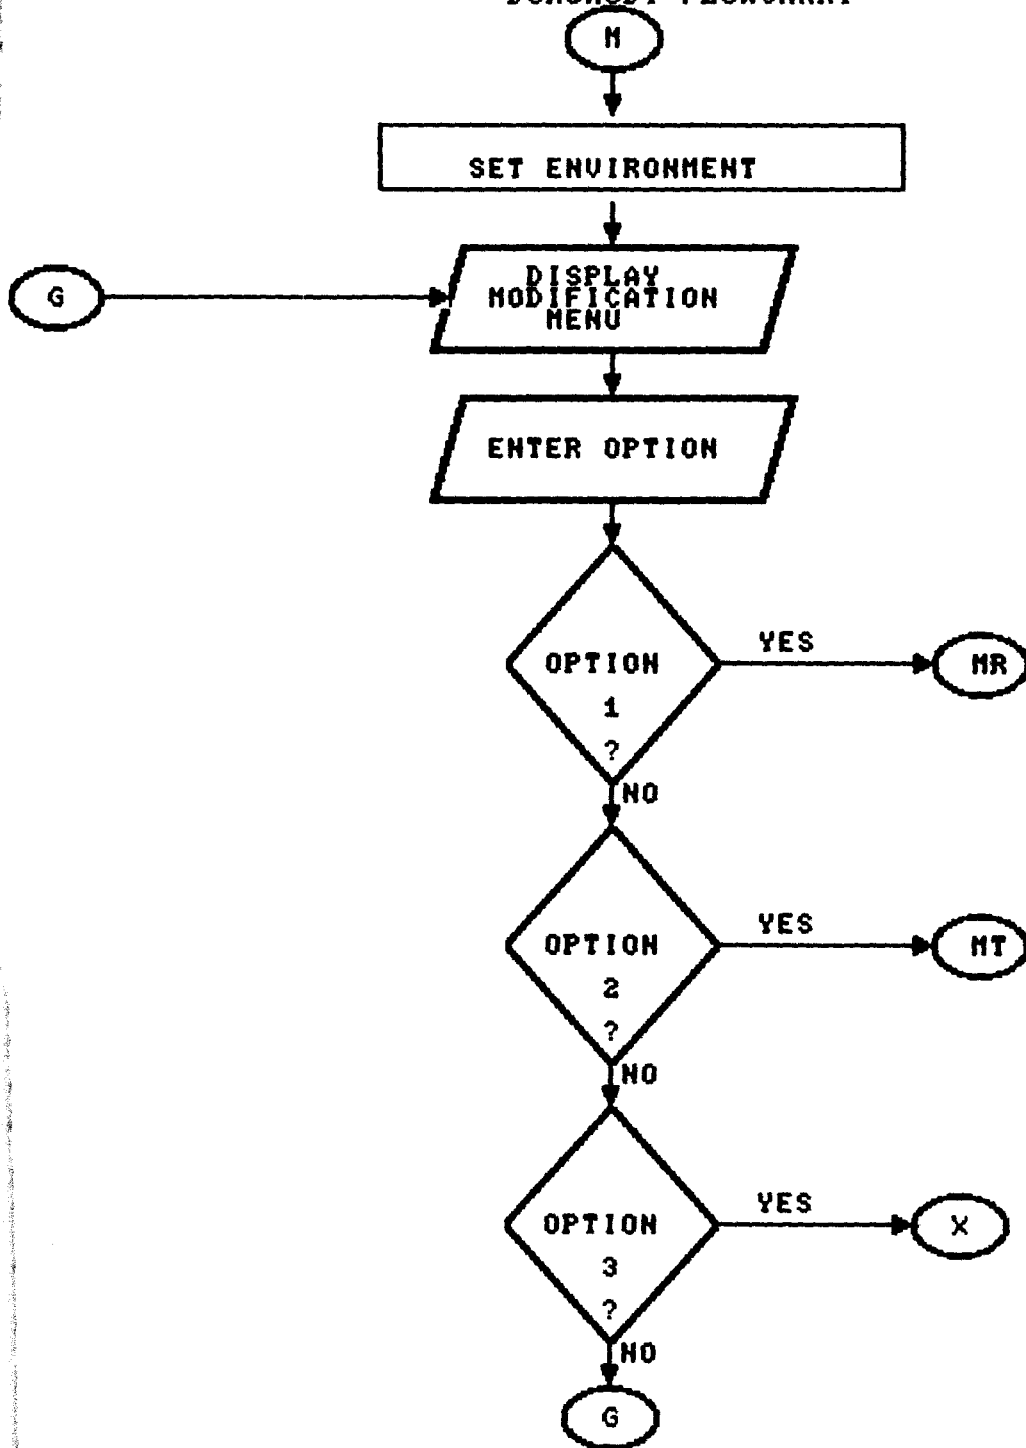 M
SET ENVIRONMENT
G
DISPLAY
MODIFICATION
MENU
ENTER OPTION
OPTION
1
?
YES
MR
NO
OPTION
2
?
YES
MT
NO
OPTION
3
?
YES
X
NO
G